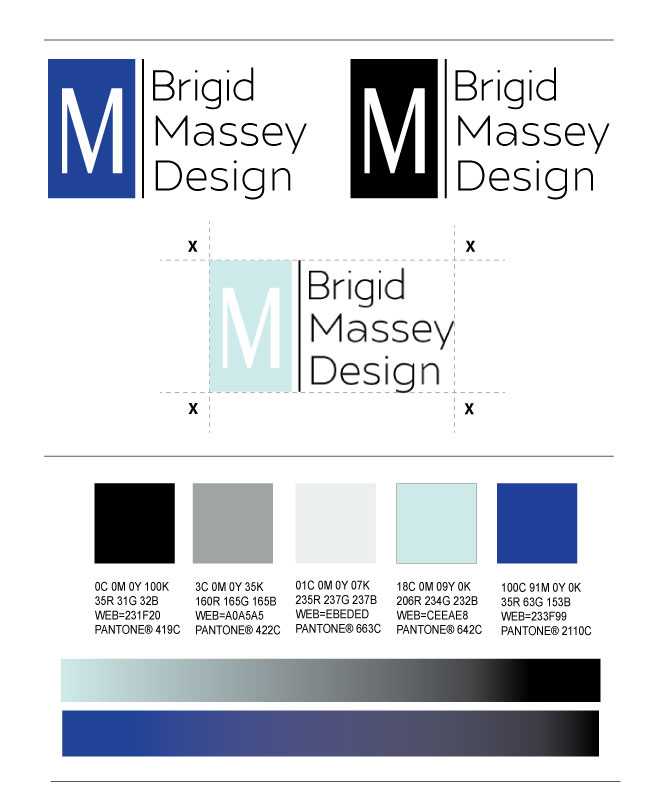 M
Brigid
Massey
Design
M
Brigid
Massey
Design
X
X
M
Brigid
Massey
Design
X
X
0C 0M 0Y 100K
35R 31G 32B
WEB=231F20
PANTONE® 419C
3C 0M 0Y 35K
160R 165G 165B
WEB=A0A5A5
PANTONE® 422C
01C 0M 0Y 07K
235R 237G 237B
WEB=EBEDED
PANTONE® 663C
18C 0M 09Y 0K
206R 234G 232B
WEB=CEEAE8
PANTONE® 642C
100C 91M 0Y 0K
35R 63G 153B
WEB=233F99
PANTONE® 2110C